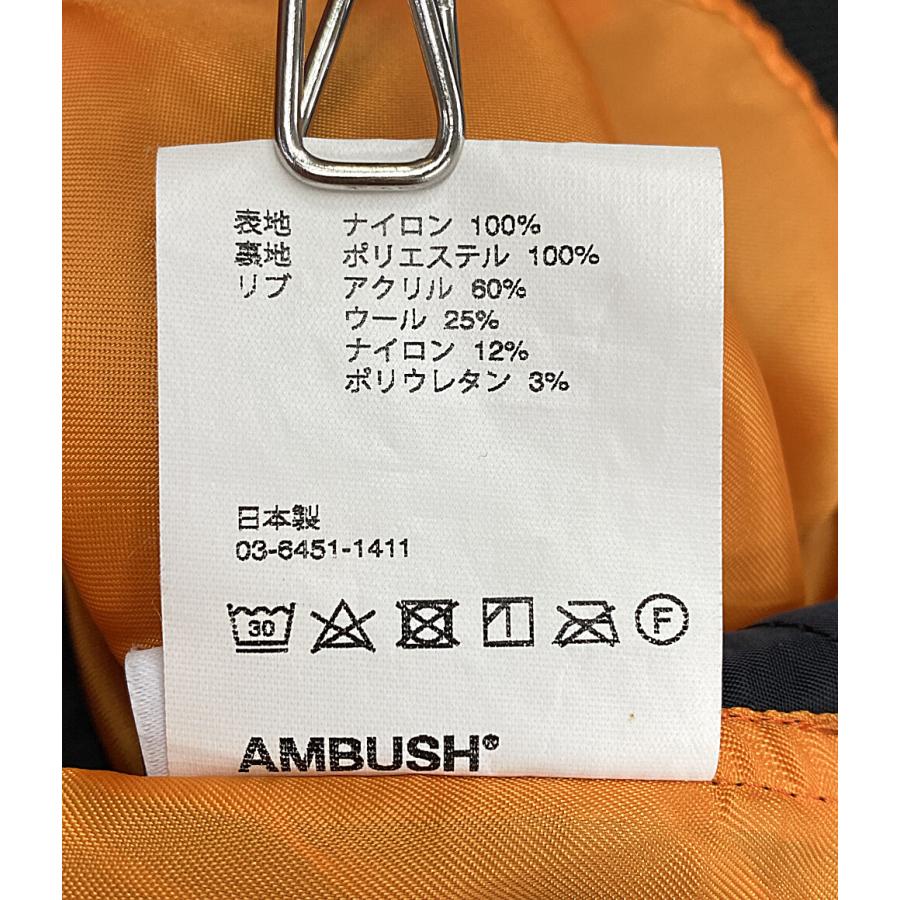 表地 ナイロン 100%
裏地 ポリエステル 100%
リブ アクリル 60%
ウール 25%
ナイロン 12%
ポリウレタン 3%
日本製
03-6451-1411
30 F
AMBUSH®